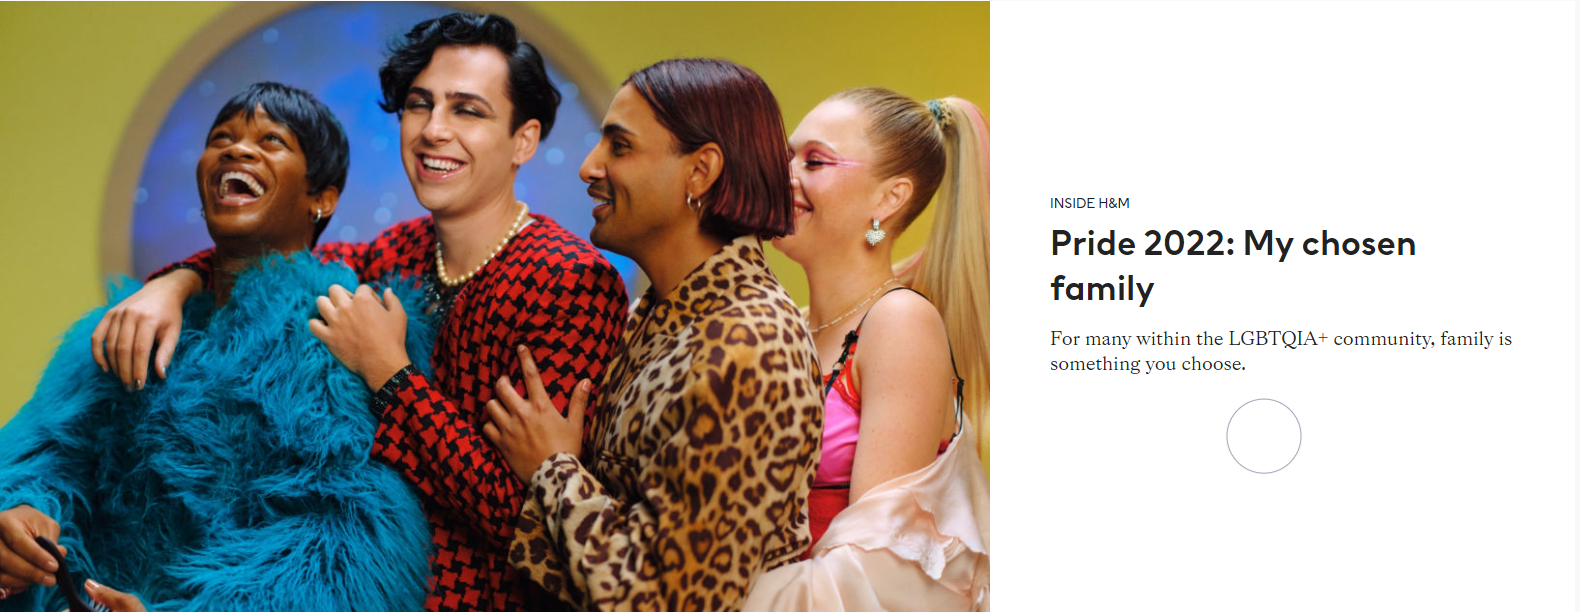 INSIDE H&M
Pride 2022: My chosen
family
For many within the LGBTQIA+ community, family is
something you choose.